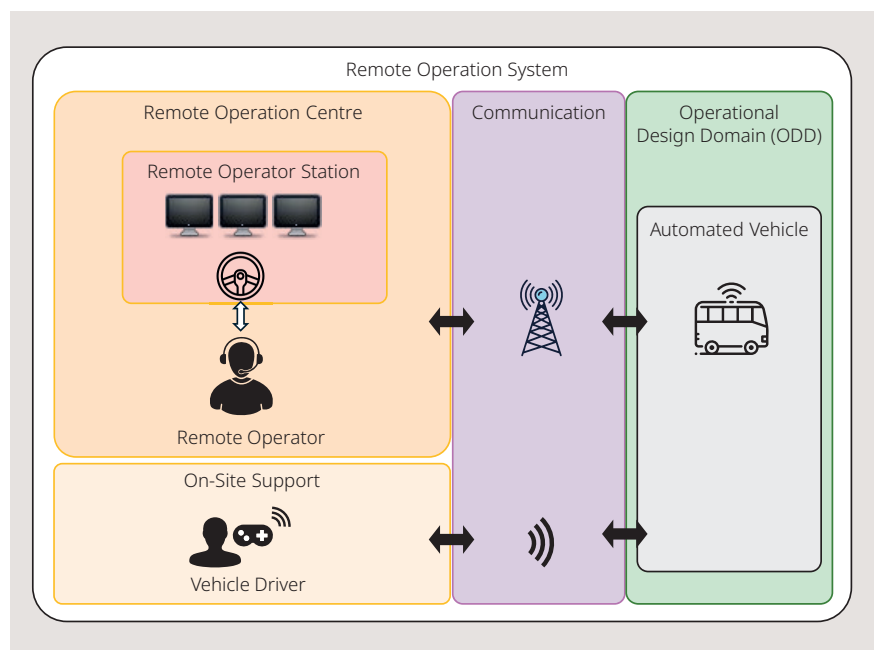 Remote Operation System
Remote Operation Centre
Communication
Operational
Design Domain (ODD)
Remote Operator Station
Automated Vehicle
Remote Operator
On-Site Support
Vehicle Driver